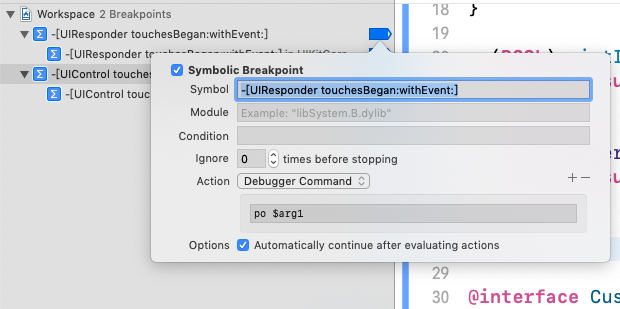 Workspace 2 Breakpoints
-[UIResponder touchesBegan:withEvent:]
-[UIResponder touchesBegan:withEvent:] in UIKitCore
-[UIControl touches
-[UIControl touc
Symbolic Breakpoint
Symbol -[UIResponder touchesBegan:withEvent:]
Module Example: "libSystem.B.dylib"
Condition
Ignore 0 times before stopping
Action Debugger Command
+ −
po $arg1
Options Automatically continue after evaluating actions
18 }
19
29
30 @interface Cus